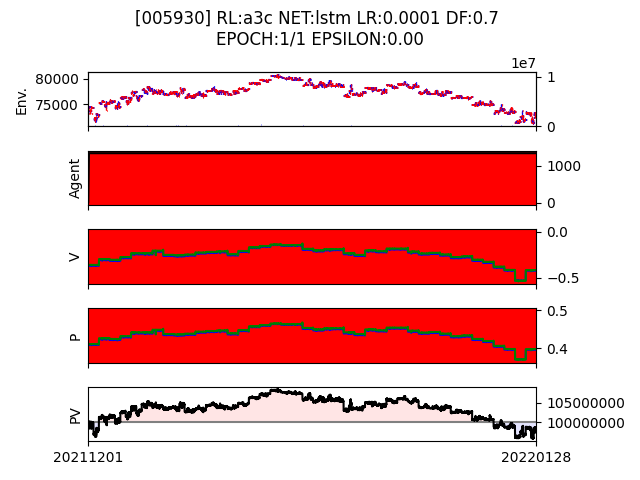 [005930] RL:a3c NET:lstm LR:0.0001 DF:0.7
EPOCH:1/1 EPSILON:0.00
1e7
80000
75000
Env.
1
0
Agent
1000
0
V
0.0
−0.5
P
0.5
0.4
PV
105000000
100000000
20211201
20220128